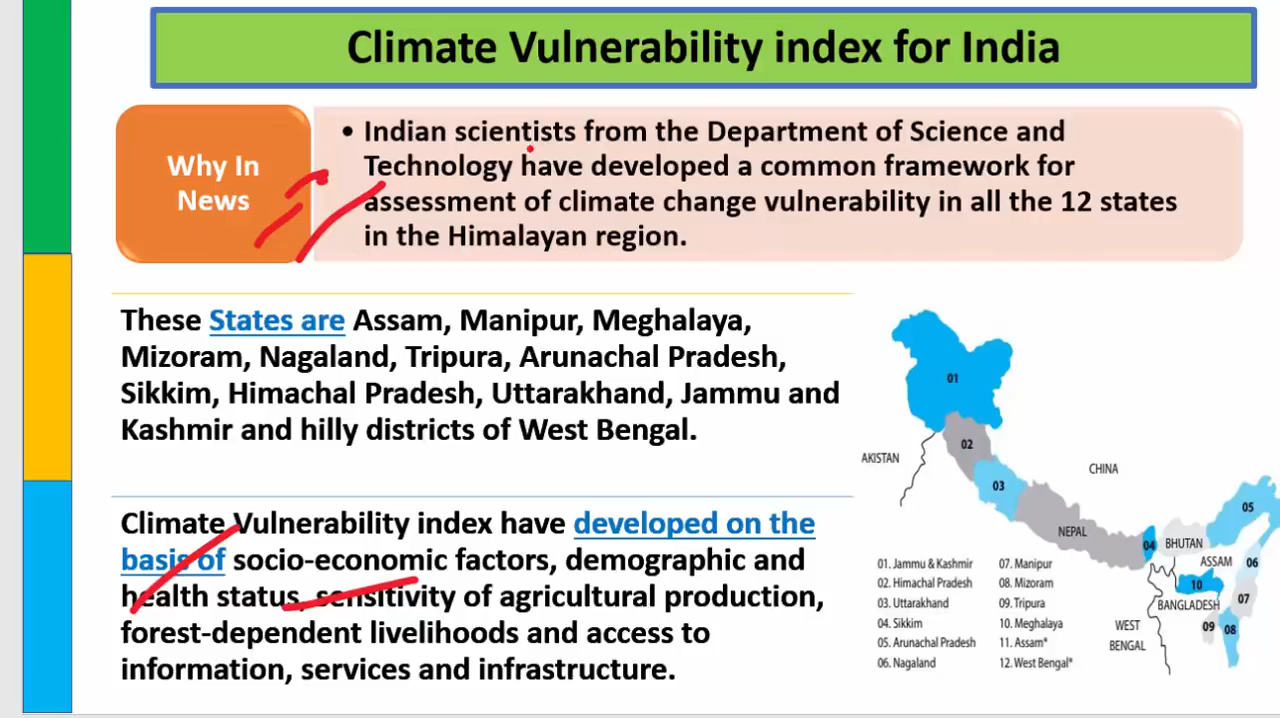 Climate Vulnerability index for India
Why In
News
• Indian scientists from the Department of Science and
Technology have developed a common framework for
assessment of climate change vulnerability in all the 12 states
in the Himalayan region.
These States are Assam, Manipur, Meghalaya,
Mizoram, Nagaland, Tripura, Arunachal Pradesh,
Sikkim, Himachal Pradesh, Uttarakhand, Jammu and
Kashmir and hilly districts of West Bengal.
Climate Vulnerability index have developed on the
basis of socio-economic factors, demographic and
health status, sensitivity of agricultural production,
forest-dependent livelihoods and access to
information, services and infrastructure.
01
02
AKISTAN
CHINA
03
05
NEPAL
04
BHUTAN
ASSAM
06
10
07
BANGLADESH
WEST
BENGAL
09
08
01. Jammu & Kashmir
02. Himachal Pradesh
03. Uttarakhand
04. Sikkim
05. Arunachal Pradesh
06. Nagaland
07. Manipur
08. Mizoram
09. Tripura
10. Meghalaya
11. Assam*
12. West Bengal*